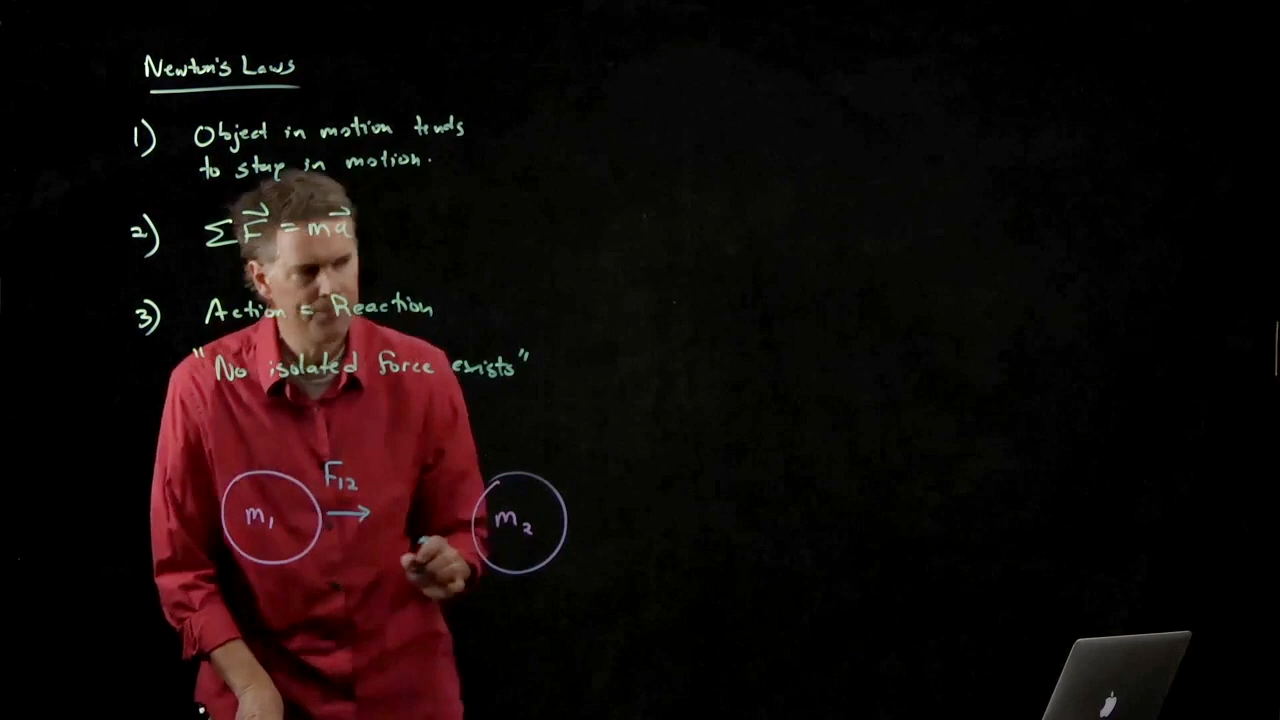 Newton's Laws
1) Object in motion tends
to stay in motion.
2) ΣF⃗ = ma⃗
3) Action = Reaction
"No isolated force exists"
F₁₂
m₁
m₂